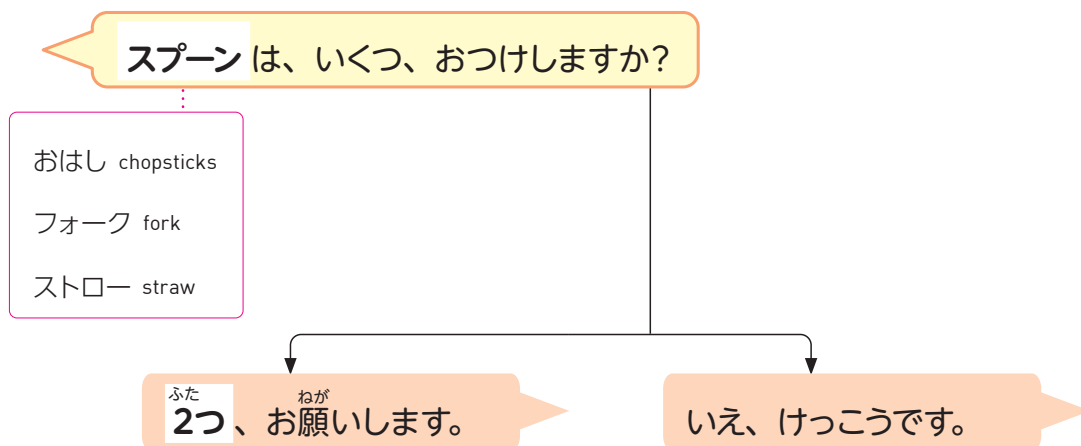 スプーン は、いくつ、おつけしますか?
おはし chopsticks
フォーク fork
ストロー straw
ふた ねが
2つ 、お願いします。
いえ、けっこうです。